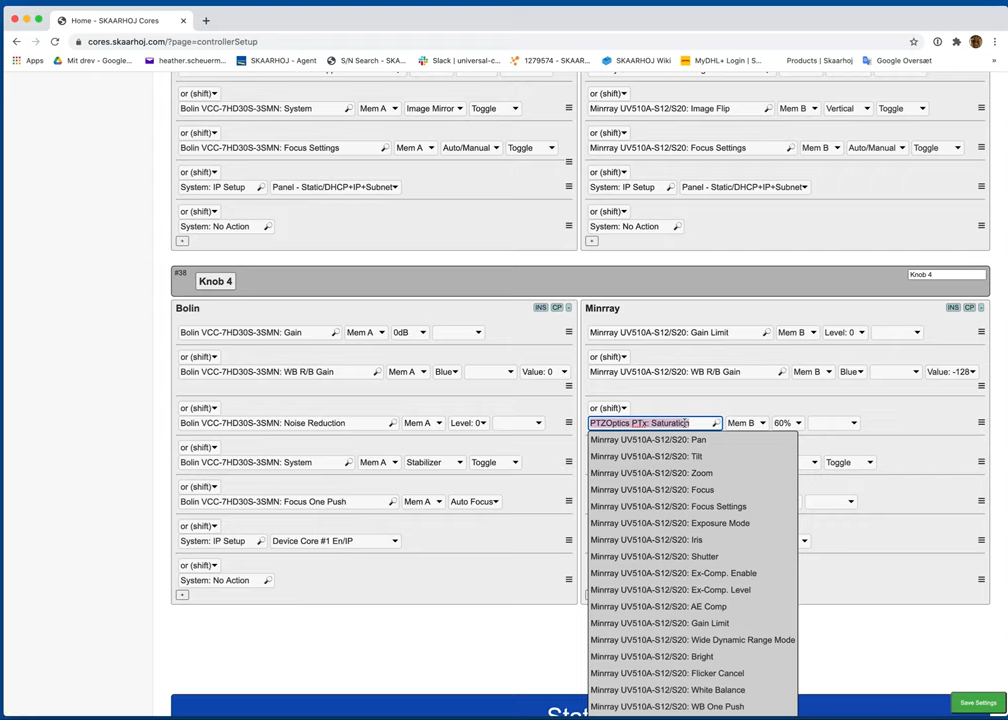 Home - SKAARHOJ Cores
cores.skaarhoj.com/?page=controllerSetup
Apps Mit drev - Google... heather.scheuerm... SKAARHOJ - Agent S/N Search - SKA... Slack | universal-c... 1279574 - SKAAR... SKAARHOJ Wiki MyDHL+ Login | S... Products | Skaarhoj Google Oversæt
or (shift) or (shift)
Bolin VCC-7HD30S-3SMN: System Mem A Image Mirror Toggle Minrray UV510A-S12/S20: Image Flip Mem B Vertical Toggle
or (shift) or (shift)
Bolin VCC-7HD30S-3SMN: Focus Settings Mem A Auto/Manual Toggle Minrray UV510A-S12/S20: Focus Settings Mem B Auto/Manual Toggle
or (shift) or (shift)
System: IP Setup Panel - Static/DHCP+IP+Subnet System: IP Setup Panel - Static/DHCP+IP+Subnet
or (shift) or (shift)
System: No Action System: No Action
+ +
#38 Knob 4 Knob 4
Bolin INS CP - Minrray INS CP -
Bolin VCC-7HD30S-3SMN: Gain Mem A 0dB Minrray UV510A-S12/S20: Gain Limit Mem B Level: 0
or (shift) or (shift)
Bolin VCC-7HD30S-3SMN: WB R/B Gain Mem A Blue Value: 0 Minrray UV510A-S12/S20: WB R/B Gain Mem B Blue Value: -128
or (shift) or (shift)
Bolin VCC-7HD30S-3SMN: Noise Reduction Mem A Level: 0 PTZOptics PTx: Saturation Mem B 60%
or (shift) Minrray UV510A-S12/S20: Pan
Minrray UV510A-S12/S20: Tilt
Bolin VCC-7HD30S-3SMN: System Mem A Stabilizer Toggle Toggle
Minrray UV510A-S12/S20: Zoom
or (shift) Minrray UV510A-S12/S20: Focus
Bolin VCC-7HD30S-3SMN: Focus One Push Mem A Auto Focus Minrray UV510A-S12/S20: Focus Settings
or (shift) Minrray UV510A-S12/S20: Exposure Mode
System: IP Setup Device Core #1 En/IP Minrray UV510A-S12/S20: Iris
Minrray UV510A-S12/S20: Shutter
or (shift) Minrray UV510A-S12/S20: Ex-Comp. Enable
System: No Action
Minrray UV510A-S12/S20: Ex-Comp. Level
+
Minrray UV510A-S12/S20: AE Comp
Minrray UV510A-S12/S20: Gain Limit
Minrray UV510A-S12/S20: Wide Dynamic Range Mode
Minrray UV510A-S12/S20: Bright
Minrray UV510A-S12/S20: Flicker Cancel
Minrray UV510A-S12/S20: White Balance
Minrray UV510A-S12/S20: WB One Push
Save Settings